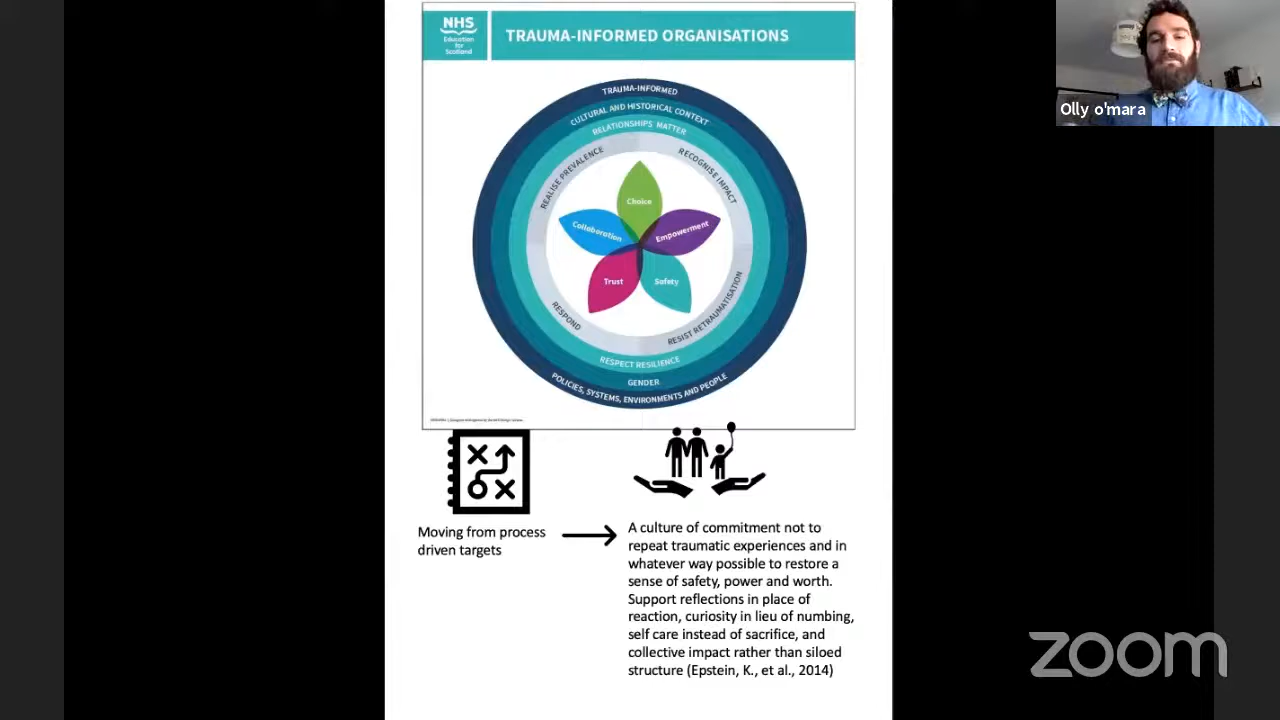 NHS
Education
for
Scotland
TRAUMA-INFORMED ORGANISATIONS
Olly o'mara
TRAUMA-INFORMED
CULTURAL AND HISTORICAL CONTEXT
RELATIONSHIPS MATTER
REALISE PREVALENCE
RECOGNISE IMPACT
Choice
Collaboration
Empowerment
Trust
Safety
RESPOND
RESIST RETRAUMATISATION
RESPECT RESILIENCE
GENDER
POLICIES, SYSTEMS, ENVIRONMENTS AND PEOPLE
Moving from process
driven targets
A culture of commitment not to
repeat traumatic experiences and in
whatever way possible to restore a
sense of safety, power and worth.
Support reflections in place of
reaction, curiosity in lieu of numbing,
self care instead of sacrifice, and
collective impact rather than siloed
structure (Epstein, K., et al., 2014)
zoom